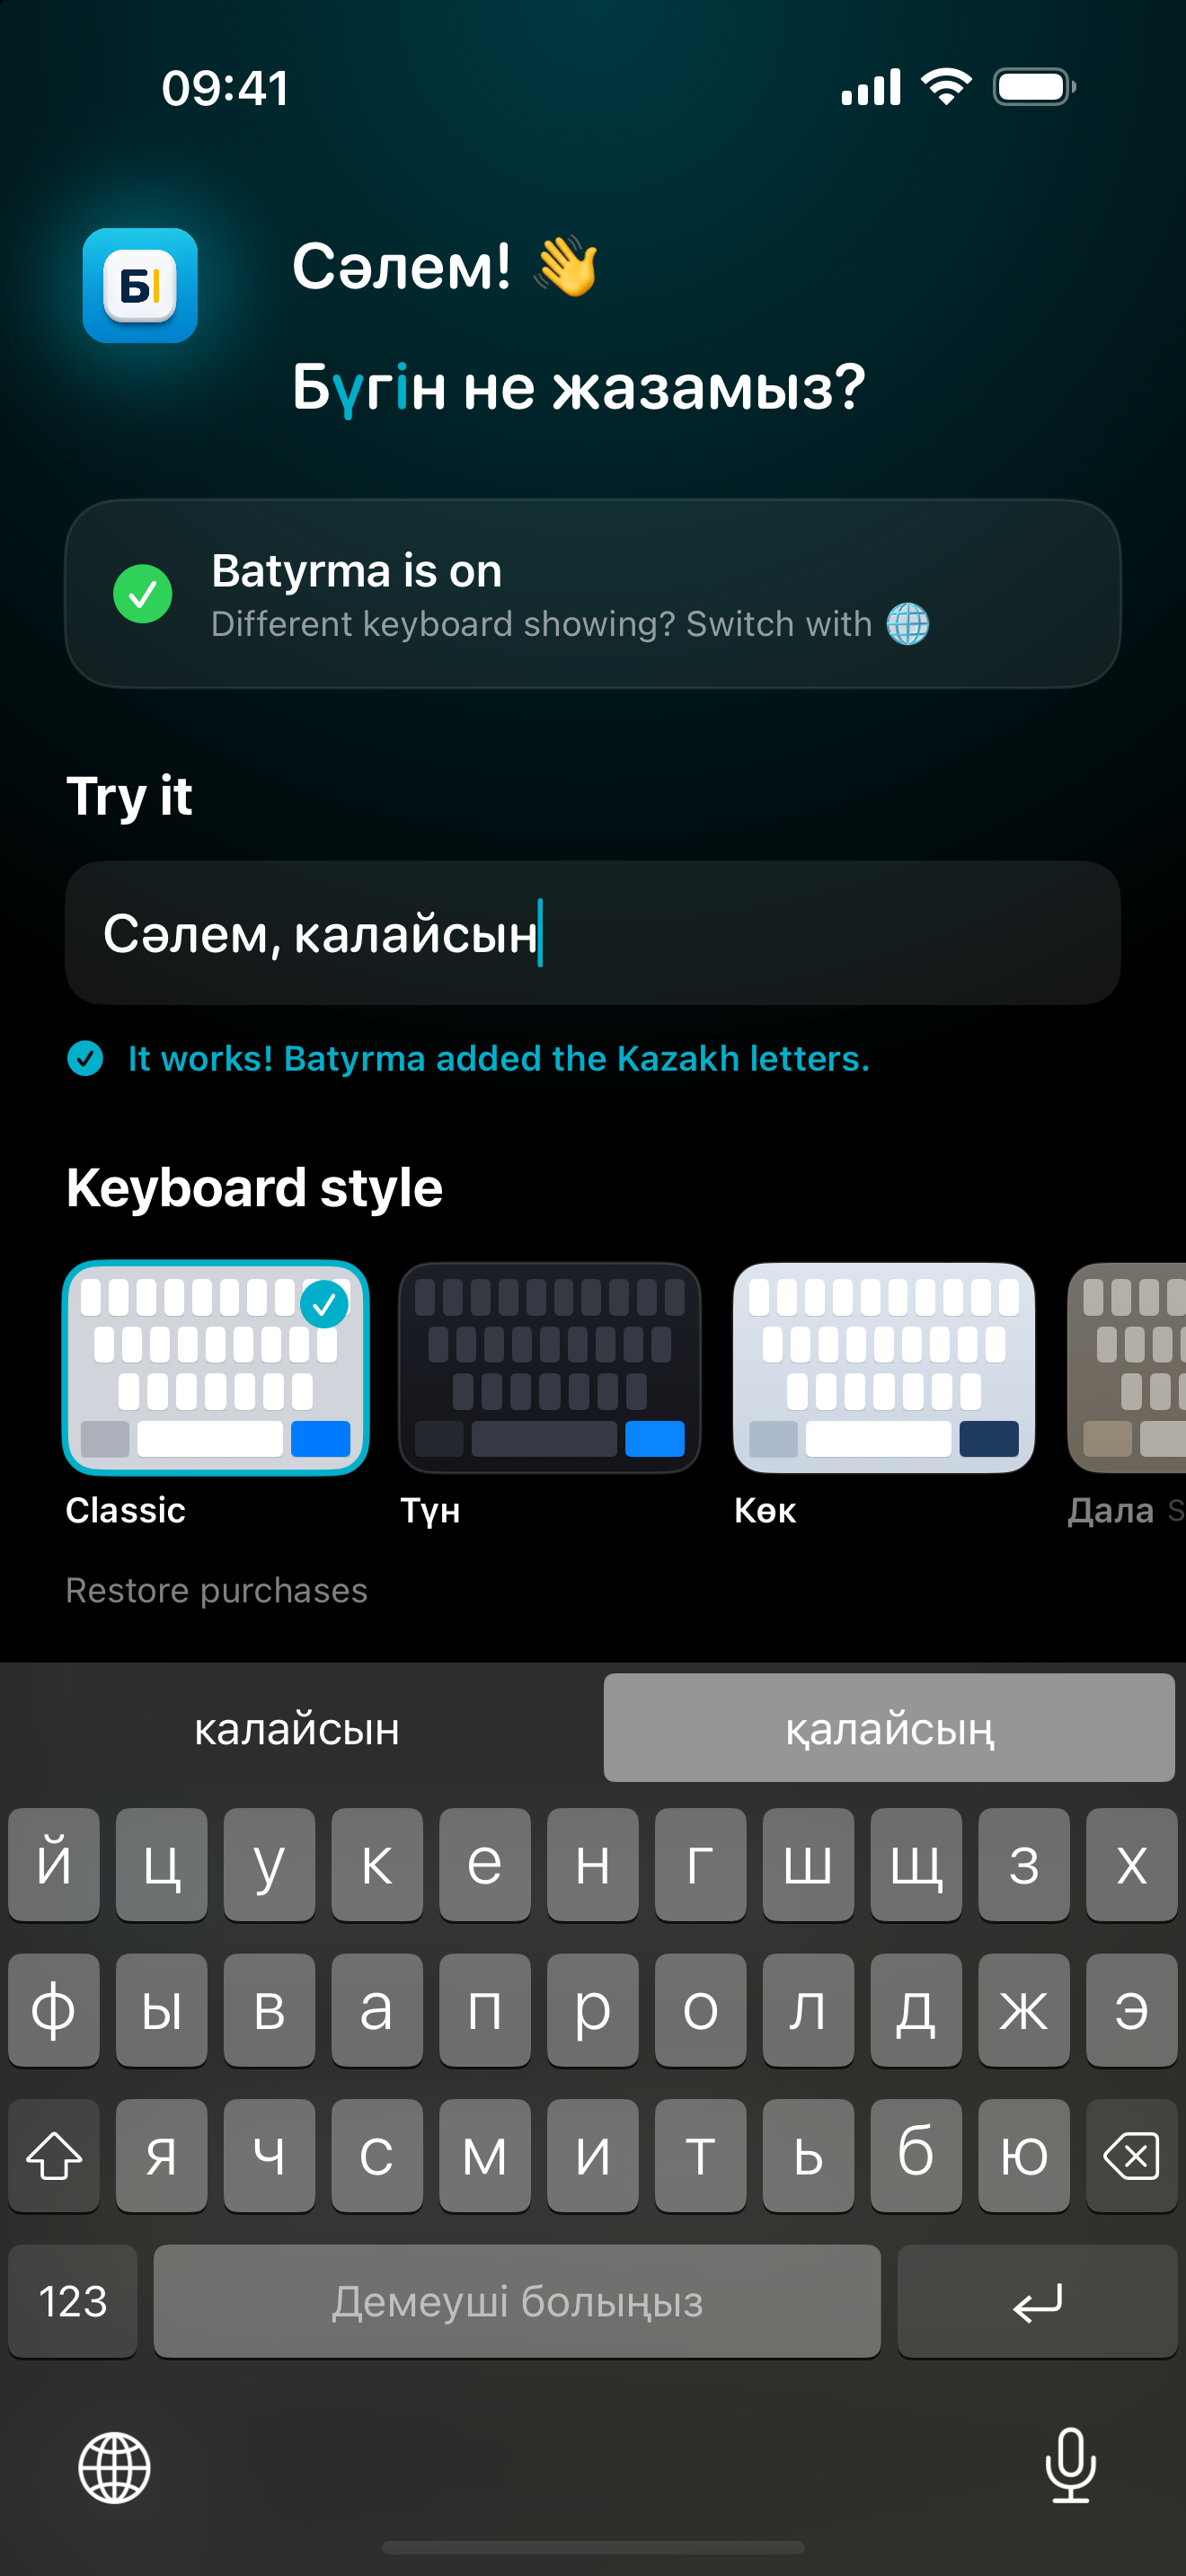 09:41
БІ
Сәлем! 👋
Бүгін не жазамыз?
Batyrma is on
Different keyboard showing? Switch with 🌐
Try it
Сәлем, калайсын
It works! Batyrma added the Kazakh letters.
Keyboard style
Classic Түн Көк Дала
Restore purchases
калайсын қалайсың
й ц у к е н г ш щ з х
ф ы в а п р о л д ж э
я ч с м и т ь б ю
123 Демеуші болыңыз